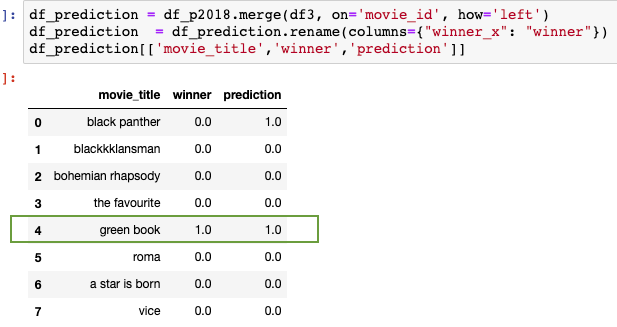 ]: df_prediction = df_p2018.merge(df3, on='movie_id', how='left')
df_prediction  = df_prediction.rename(columns={"winner_x": "winner"})
df_prediction[['movie_title','winner','prediction']]
]:
movie_title winner prediction
0 black panther 0.0 1.0
1 blackkklansman 0.0 0.0
2 bohemian rhapsody 0.0 0.0
3 the favourite 0.0 0.0
4 green book 1.0 1.0
5 roma 0.0 0.0
6 a star is born 0.0 0.0
7 vice 0.0 0.0